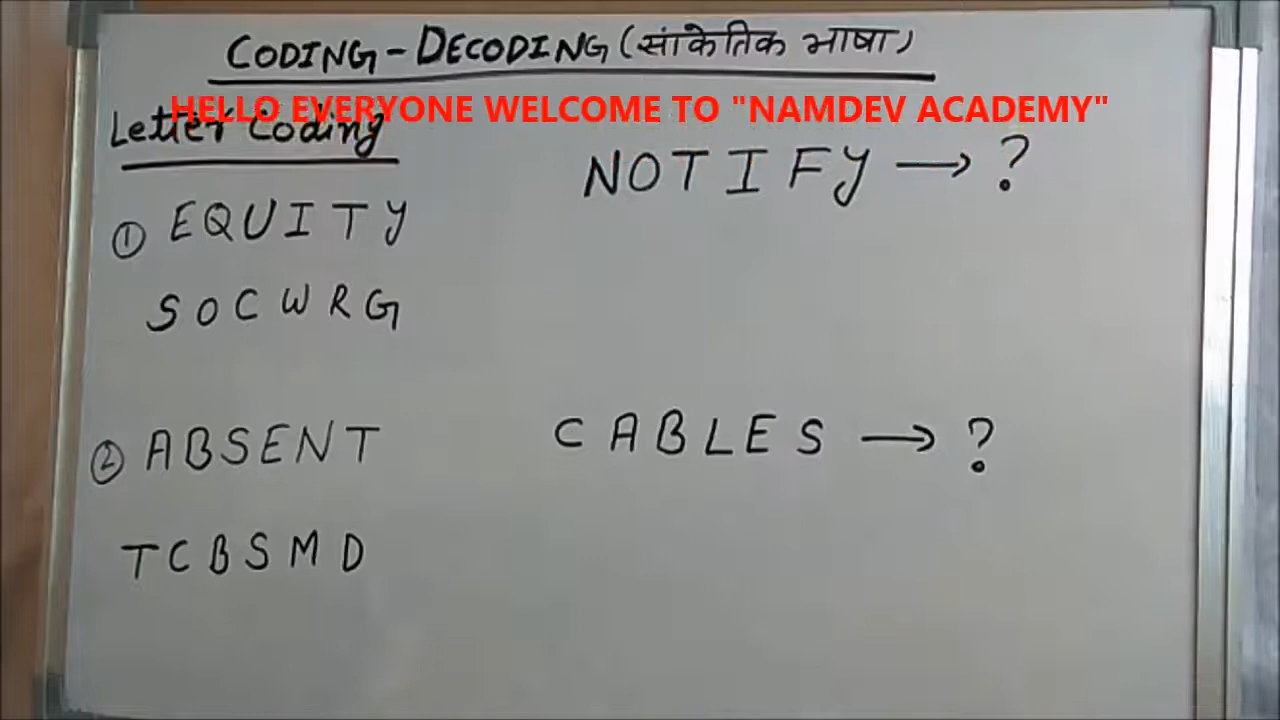 CODING-DECODING (सांकेतिक भाषा)
HELLO EVERYONE WELCOME TO "NAMDEV ACADEMY"
Letter Coding
NOTIFY → ?
① EQUITY
SOCWRG
② ABSENT
CABLES → ?
TCBSMD